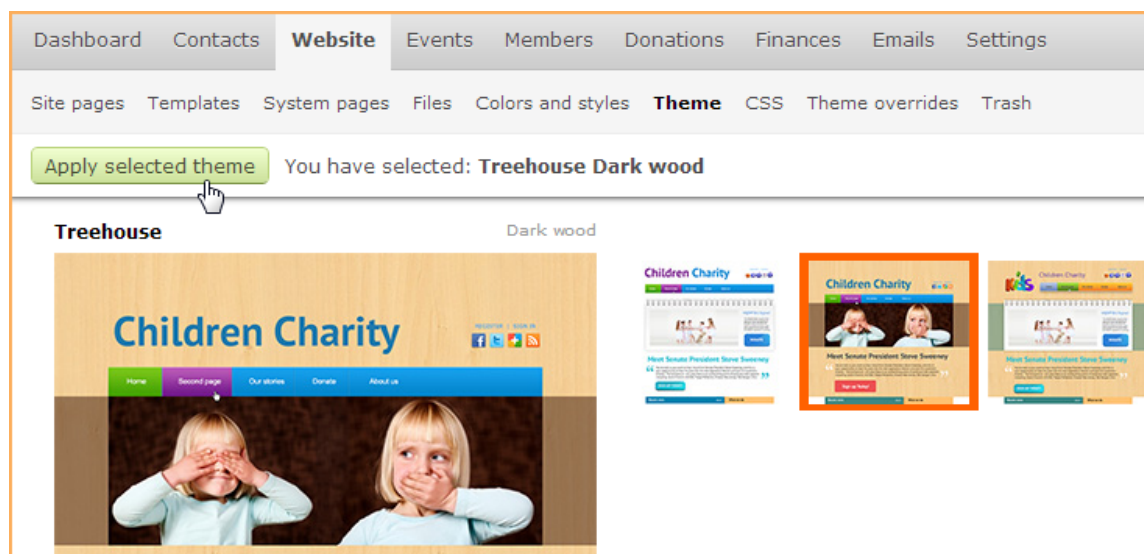 Dashboard Contacts Website Events Members Donations Finances Emails Settings
Site pages Templates System pages Files Colors and styles Theme CSS Theme overrides Trash
Apply selected theme You have selected: Treehouse Dark wood
Treehouse Dark wood
Children Charity
REGISTER | SIGN IN
Home Second page Our stories Donate About us
Children Charity
Meet Senate President Steve Sweeney
Children Charity
Meet Senate President Steve Sweeney
Sign up Today!
Kids Children Charity
Meet Senate President Steve Sweeney